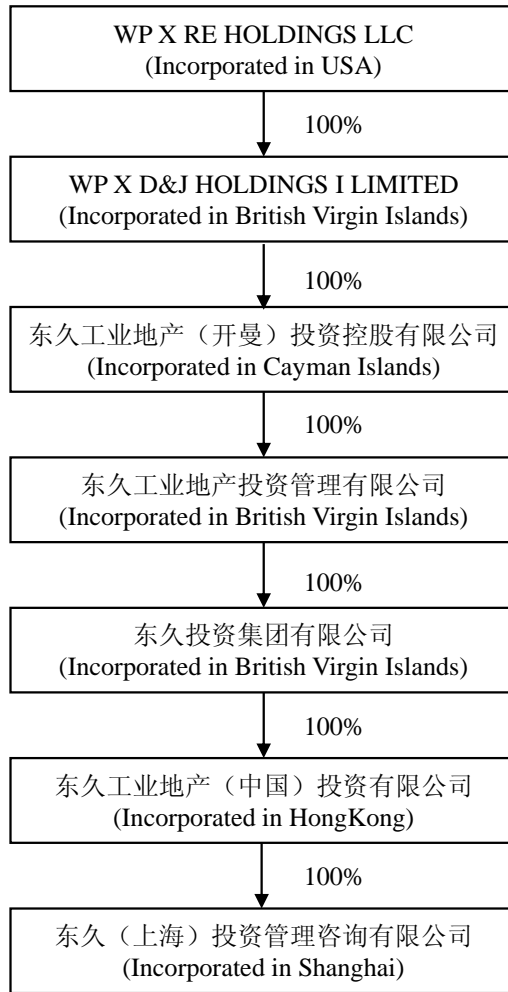 WP X RE HOLDINGS LLC
(Incorporated in USA)
100%
WP X D&J HOLDINGS I LIMITED
(Incorporated in British Virgin Islands)
100%
东久工业地产（开曼）投资控股有限公司
(Incorporated in Cayman Islands)
100%
东久工业地产投资管理有限公司
(Incorporated in British Virgin Islands)
100%
东久投资集团有限公司
(Incorporated in British Virgin Islands)
100%
东久工业地产（中国）投资有限公司
(Incorporated in HongKong)
100%
东久（上海）投资管理咨询有限公司
(Incorporated in Shanghai)